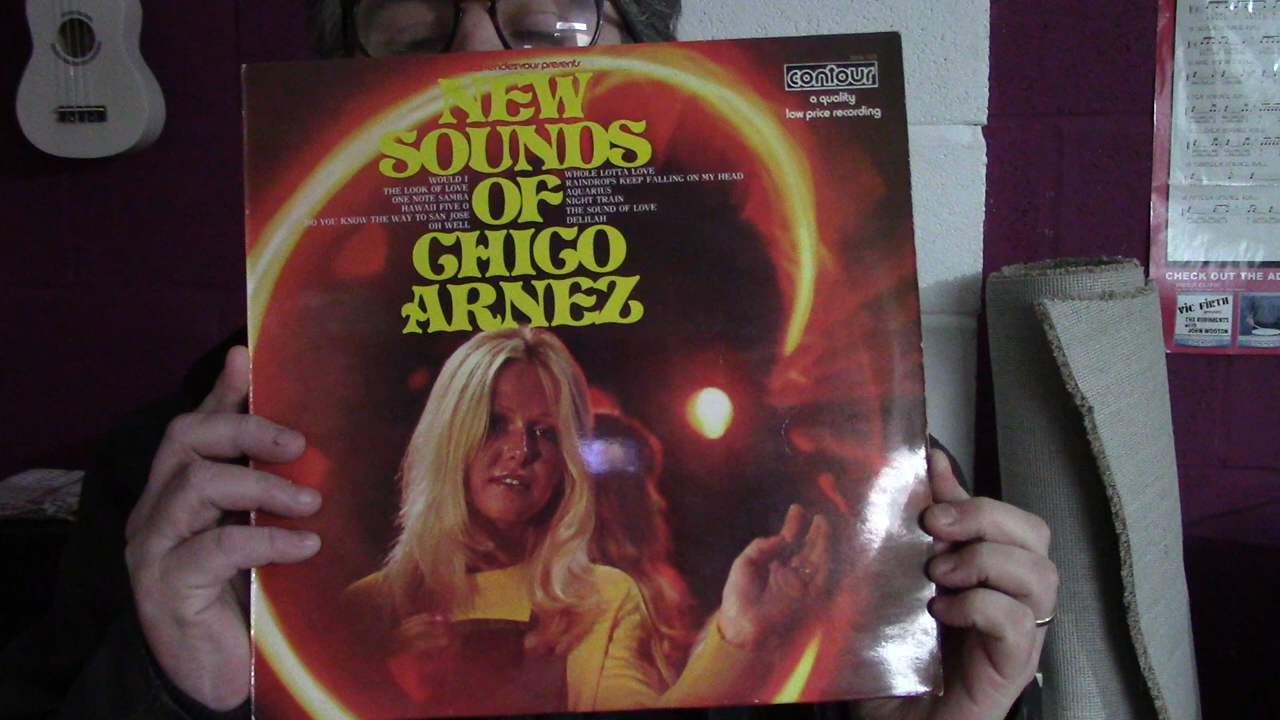 rendezvous presents
NEW
SOUNDS
OF
CHICO
ARNEZ
WOULD I
THE LOOK OF LOVE
ONE NOTE SAMBA
HAWAII FIVE O
DO YOU KNOW THE WAY TO SAN JOSE
OH WELL
WHOLE LOTTA LOVE
RAINDROPS KEEP FALLING ON MY HEAD
AQUARIUS
NIGHT TRAIN
THE SOUND OF LOVE
DELILAH
contour
a quality
low price recording
CHECK OUT THE AD
VIC FIRTH
presents
THE RUDIMENTS
with
JOHN WOOTON